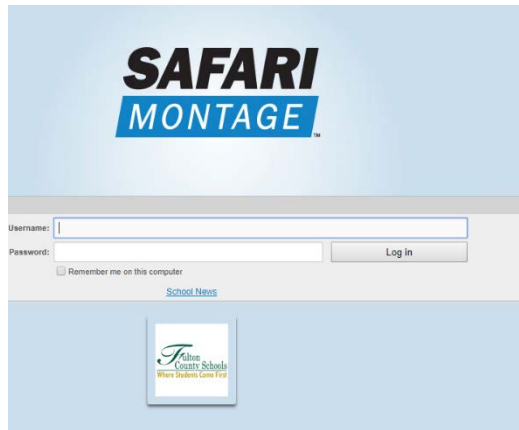 SAFARI
MONTAGE
™
Username:
Password:
Log in
Remember me on this computer
School News
Fulton
County Schools
Where Students Come First